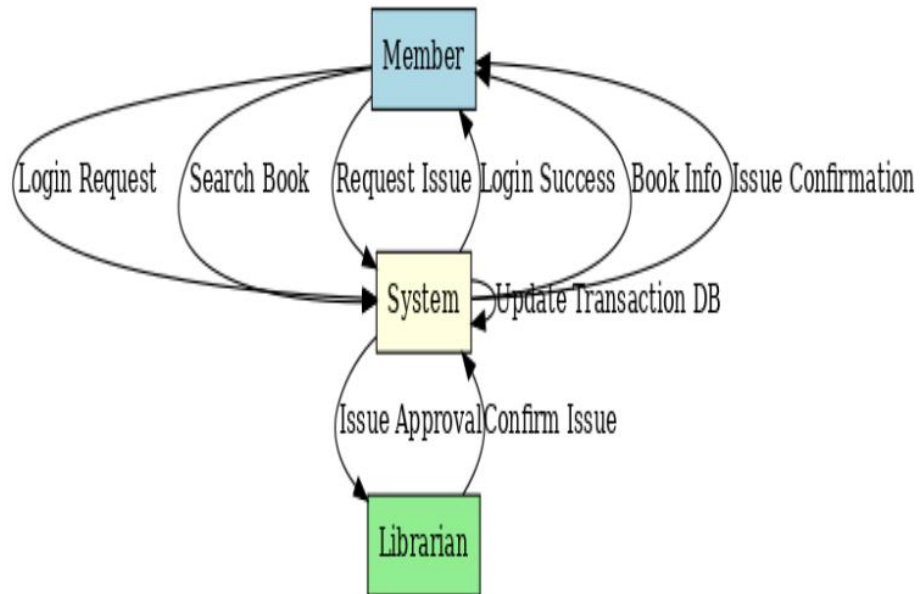 Member
Login Request
Search Book
Request Issue
Login Success
Book Info
Issue Confirmation
System
Update Transaction DB
Issue Approval
Confirm Issue
Librarian